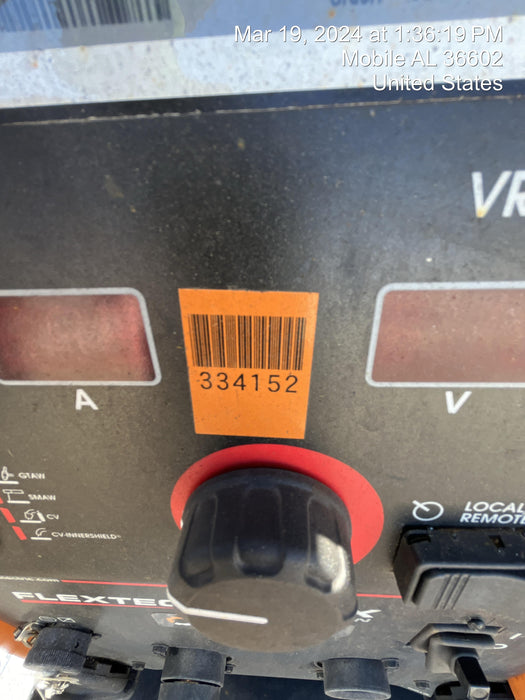 Mar 19, 2024 at 1:36:19 PM
Mobile AL 36602
United States
VR
334152
A
V
GTAW
SMAW
CV
CV-INNERSHIELD®
LOCAL
REMOTE
FLEXTEC